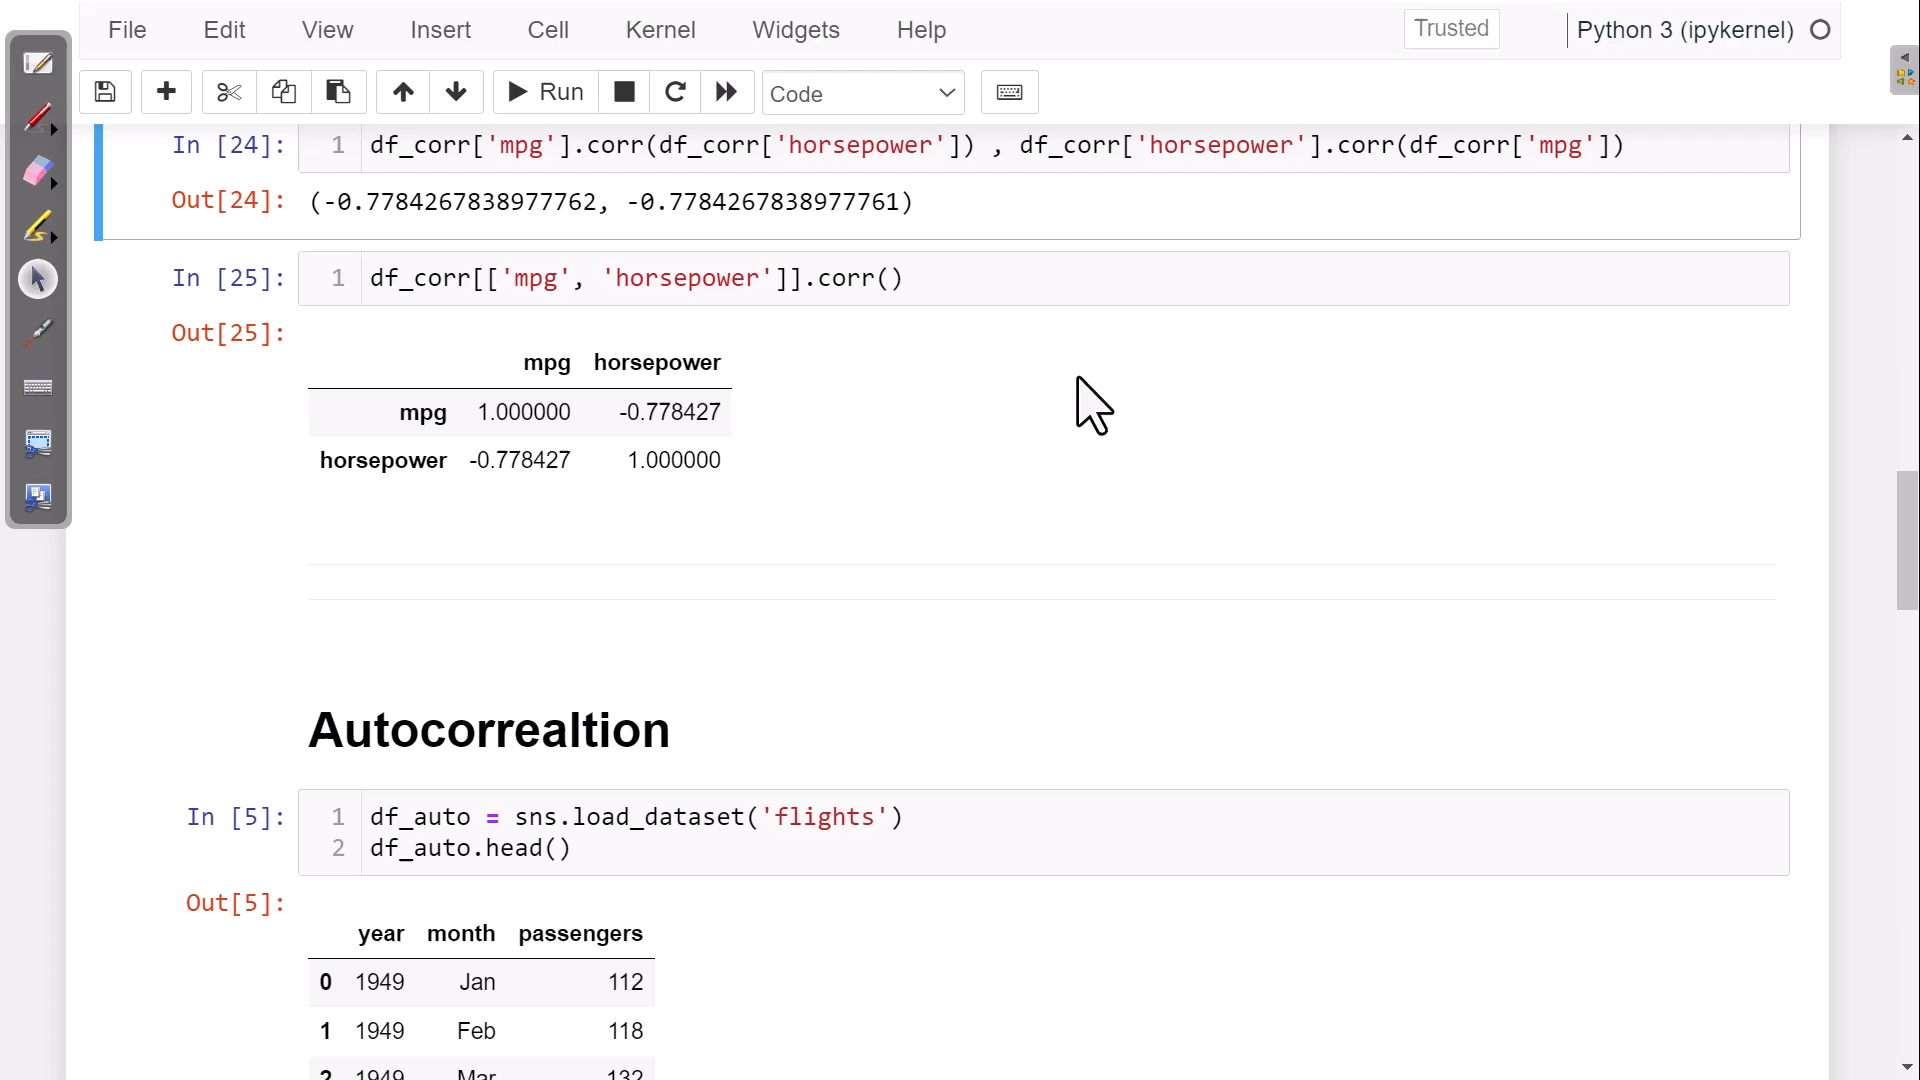 File Edit View Insert Cell Kernel Widgets Help Trusted Python 3 (ipykernel)
Run Code
In [24]: 1 df_corr['mpg'].corr(df_corr['horsepower']) , df_corr['horsepower'].corr(df_corr['mpg'])
Out[24]: (-0.7784267838977762, -0.7784267838977761)
In [25]: 1 df_corr[['mpg', 'horsepower']].corr()
Out[25]:
mpg horsepower
mpg 1.000000 -0.778427
horsepower -0.778427 1.000000
Autocorrealtion
In [5]: 1 df_auto = sns.load_dataset('flights')
2 df_auto.head()
Out[5]:
year month passengers
0 1949 Jan 112
1 1949 Feb 118
2 1949 Mar 132